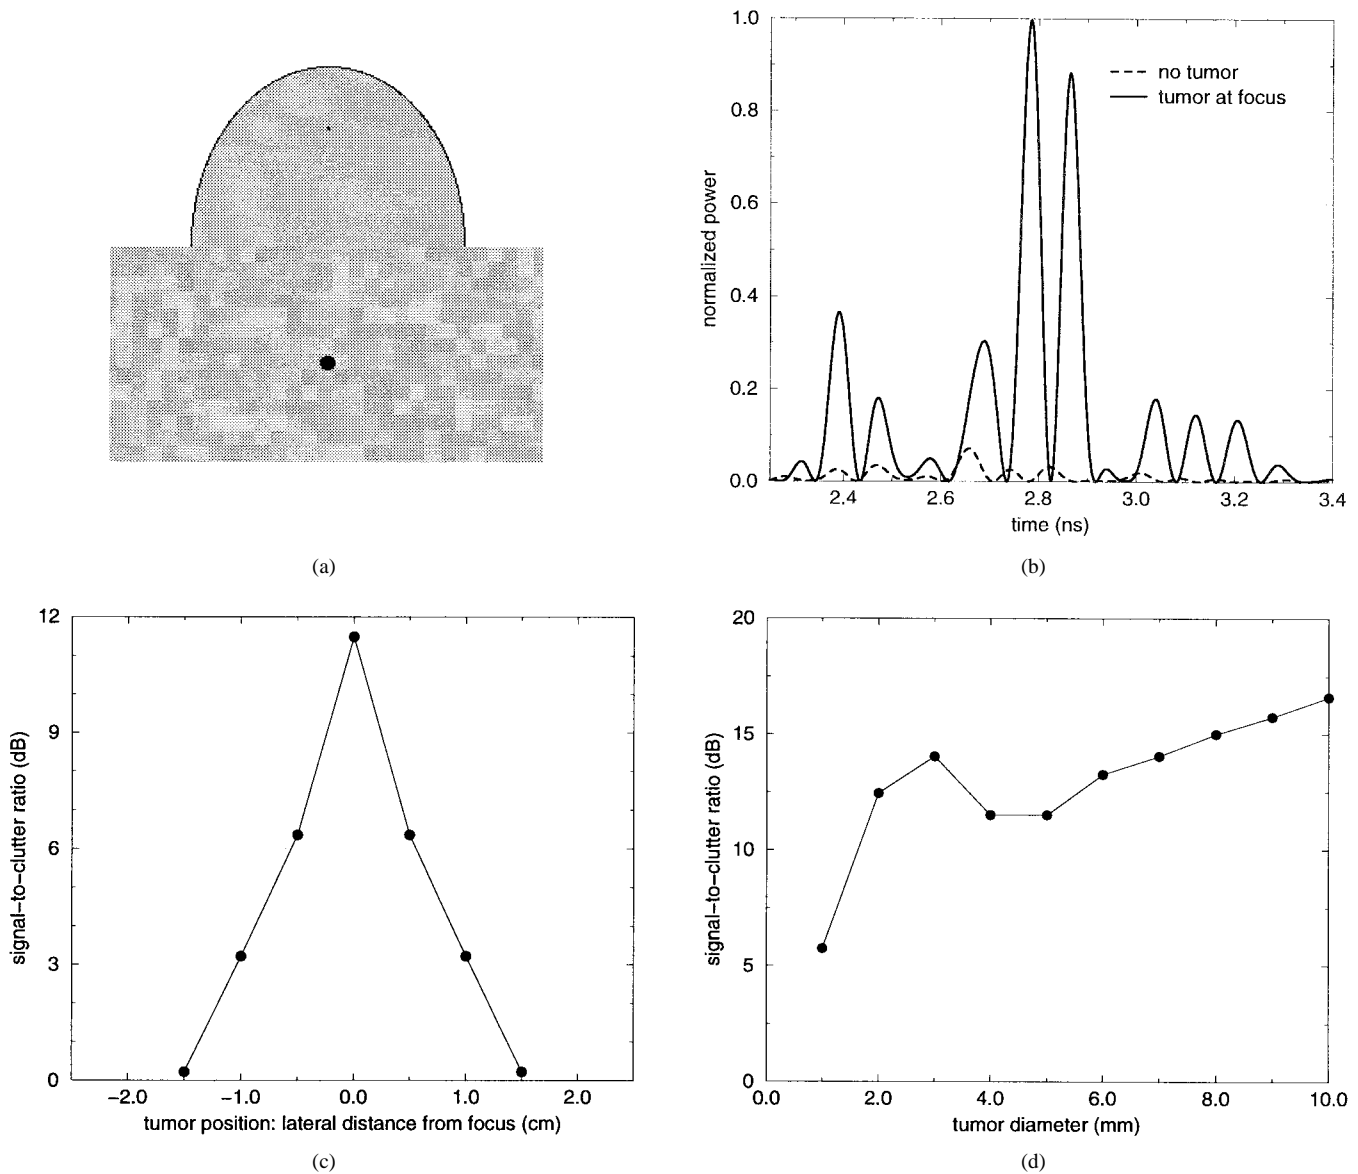 1.0
0.8
0.6
0.4
0.2
0.0
normalized power
no tumor
tumor at focus
2.4 2.6 2.8 3.0 3.2 3.4
time (ns)
(a)
(b)
12
9
6
3
0
signal−to−clutter ratio (dB)
−2.0 −1.0 0.0 1.0 2.0
tumor position: lateral distance from focus (cm)
(c)
20
15
10
5
0
signal−to−clutter ratio (dB)
0.0 2.0 4.0 6.0 8.0 10.0
tumor diameter (mm)
(d)